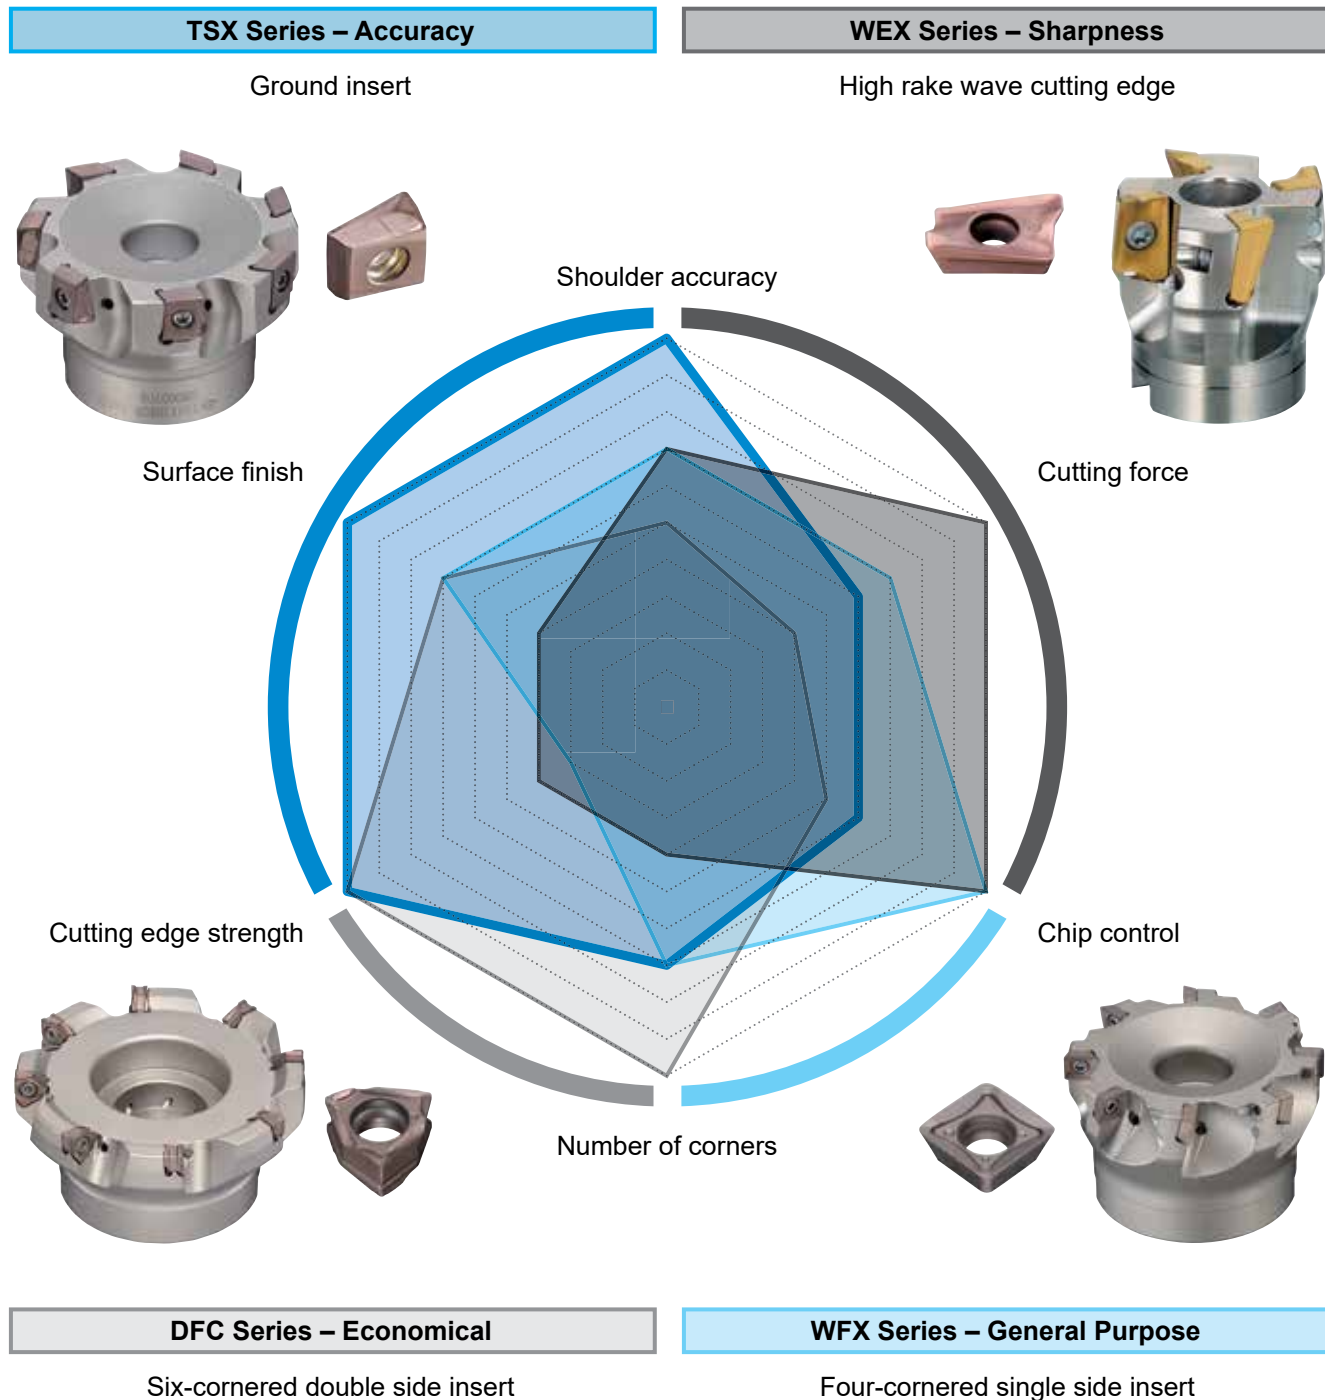 TSX Series – Accuracy
WEX Series – Sharpness
Ground insert
High rake wave cutting edge
Shoulder accuracy
Surface finish
Cutting force
Cutting edge strength
Chip control
Number of corners
DFC Series – Economical
WFX Series – General Purpose
Six-cornered double side insert
Four-cornered single side insert